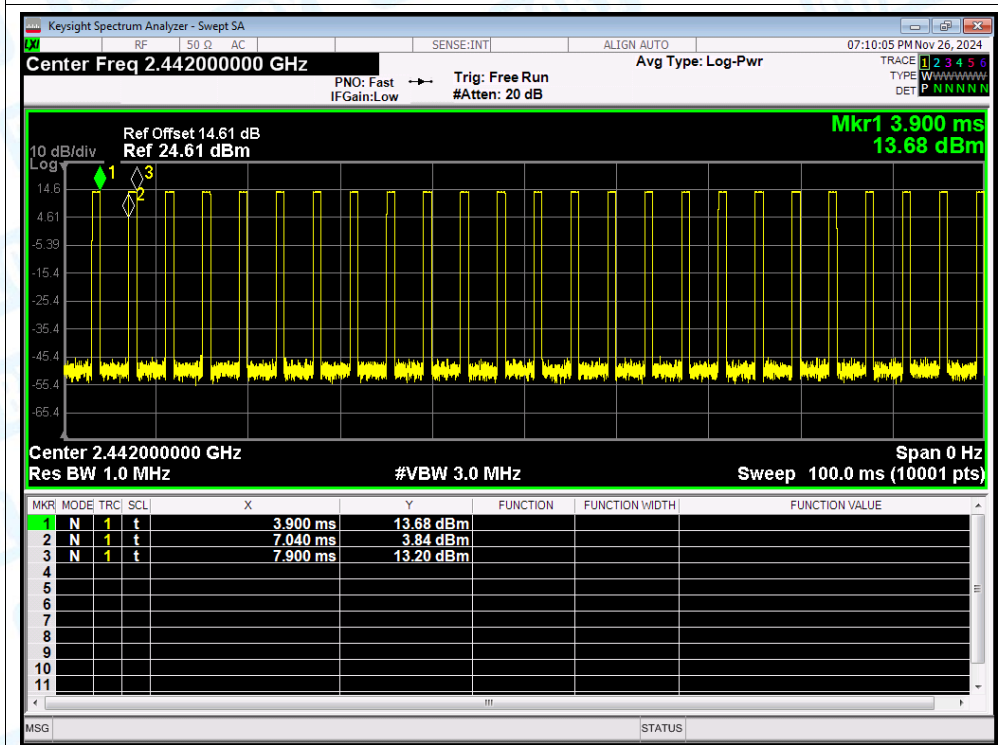 Keysight Spectrum Analyzer - Swept SA
LXI RF 50 Ω AC SENSE:INT ALIGN AUTO 07:10:05 PM Nov 26, 2024
Center Freq 2.442000000 GHz Avg Type: Log-Pwr TRACE 1 2 3 4 5 6
PNO: Fast Trig: Free Run TYPE WWWWWW
IFGain:Low #Atten: 20 dB DET P N N N N N
Mkr1 3.900 ms
Ref Offset 14.61 dB
10 dB/div Ref 24.61 dBm 13.68 dBm
Log
1 3
14.6
2
4.61
-5.39
-15.4
-25.4
-35.4
-45.4
-55.4
-65.4
Center 2.442000000 GHz Span 0 Hz
Res BW 1.0 MHz #VBW 3.0 MHz Sweep 100.0 ms (10001 pts)
MKR MODE TRC SCL X Y FUNCTION FUNCTION WIDTH FUNCTION VALUE
1 N 1 t 3.900 ms 13.68 dBm
2 N 1 t 7.040 ms 3.84 dBm
3 N 1 t 7.900 ms 13.20 dBm
4
5
6
7
8
9
10
11
MSG STATUS